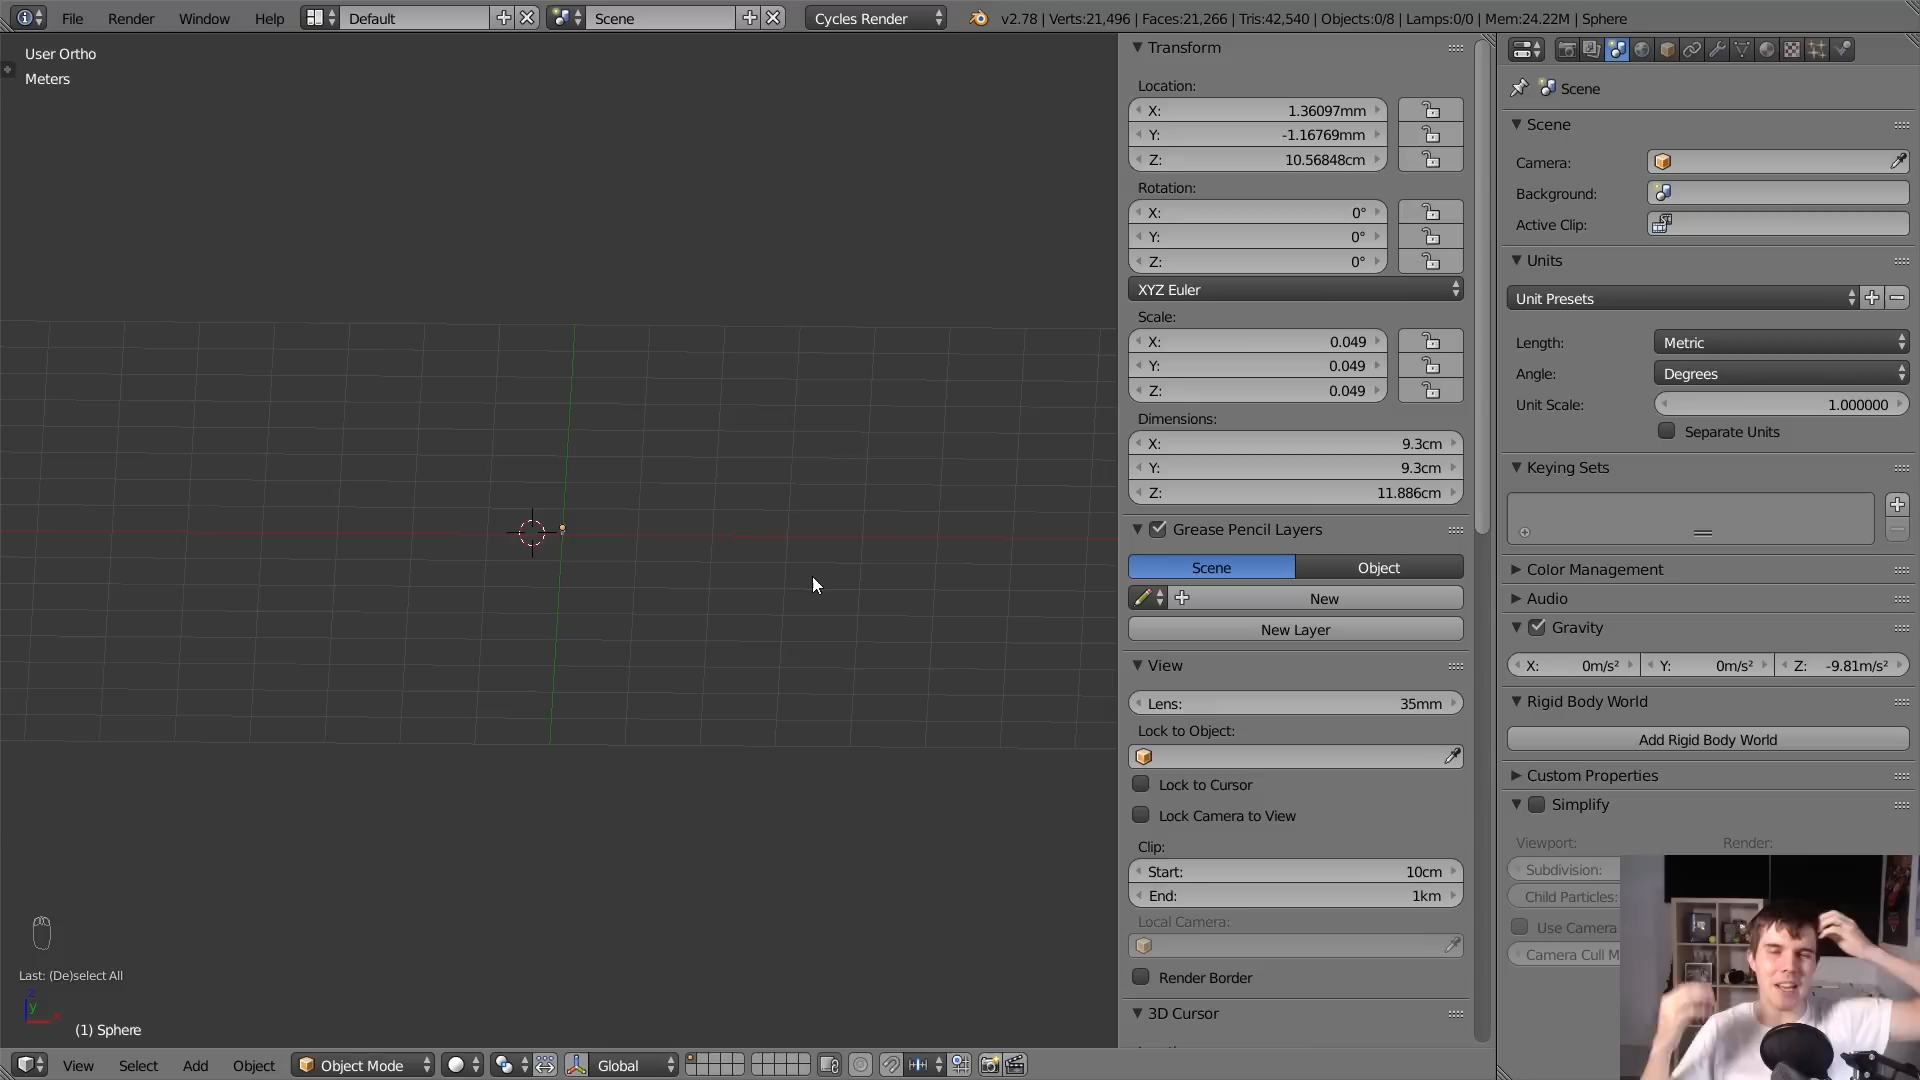 File Render Window Help Default Scene Cycles Render v2.78 | Verts:21,496 | Faces:21,266 | Tris:42,540 | Objects:0/8 | Lamps:0/0 | Mem:24.22M | Sphere
User Ortho
Meters
Last: (De)select All
z
y
x
(1) Sphere
Transform
Location:
X: 1.36097mm
Y: -1.16769mm
Z: 10.56848cm
Rotation:
X: 0°
Y: 0°
Z: 0°
XYZ Euler
Scale:
X: 0.049
Y: 0.049
Z: 0.049
Dimensions:
X: 9.3cm
Y: 9.3cm
Z: 11.886cm
Grease Pencil Layers
Scene Object
New
New Layer
View
Lens: 35mm
Lock to Object:
Lock to Cursor
Lock Camera to View
Clip:
Start: 10cm
End: 1km
Local Camera:
Render Border
3D Cursor
Scene
Scene
Camera:
Background:
Active Clip:
Units
Unit Presets
Length: Metric
Angle: Degrees
Unit Scale: 1.000000
Separate Units
Keying Sets
Color Management
Audio
Gravity
X: 0m/s² Y: 0m/s² Z: -9.81m/s²
Rigid Body World
Add Rigid Body World
Custom Properties
Simplify
Viewport: Render:
Subdivision:
Child Particles:
Use Camera
Camera Cull M
View Select Add Object Object Mode Global